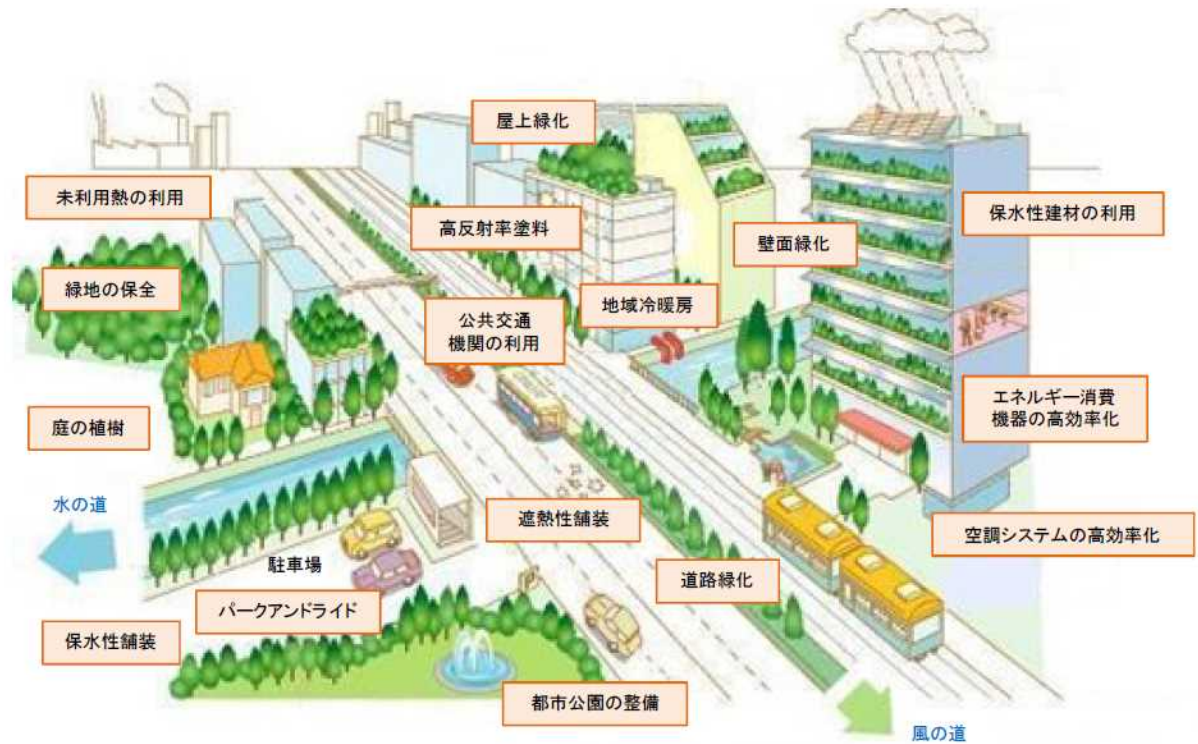 屋上緑化
未利用熱の利用
高反射率塗料
保水性建材の利用
壁面緑化
緑地の保全
地域冷暖房
公共交通
機関の利用
エネルギー消費
機器の高効率化
庭の植樹
水の道
遮熱性舗装
空調システムの高効率化
駐車場
道路緑化
パークアンドライド
保水性舗装
都市公園の整備
風の道